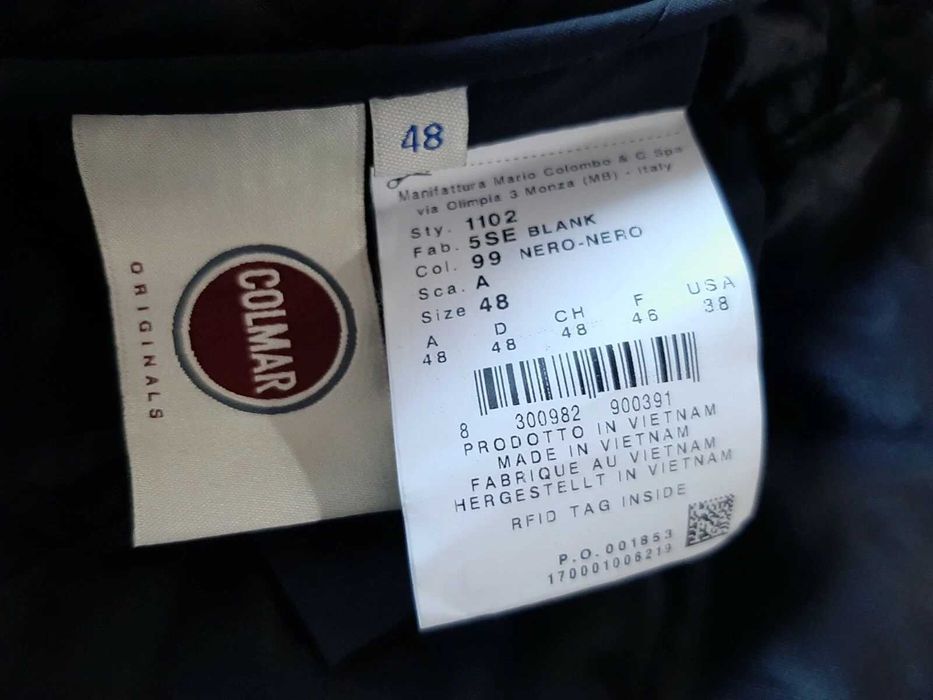 ORIGINALS
COLMAR
48
Manifattura Mario Colombo & C Spa
via Olimpia 3 Monza (MB) - Italy
Sty. 1102
Fab. 5SE BLANK
Col. 99 NERO-NERO
Sca. A
Size 48
A D CH F USA
48 48 48 46 38
8 300982 900391
PRODOTTO IN VIETNAM
MADE IN VIETNAM
FABRIQUE AU VIETNAM
HERGESTELLT IN VIETNAM
RFID TAG INSIDE
P.O.001853
170001006219